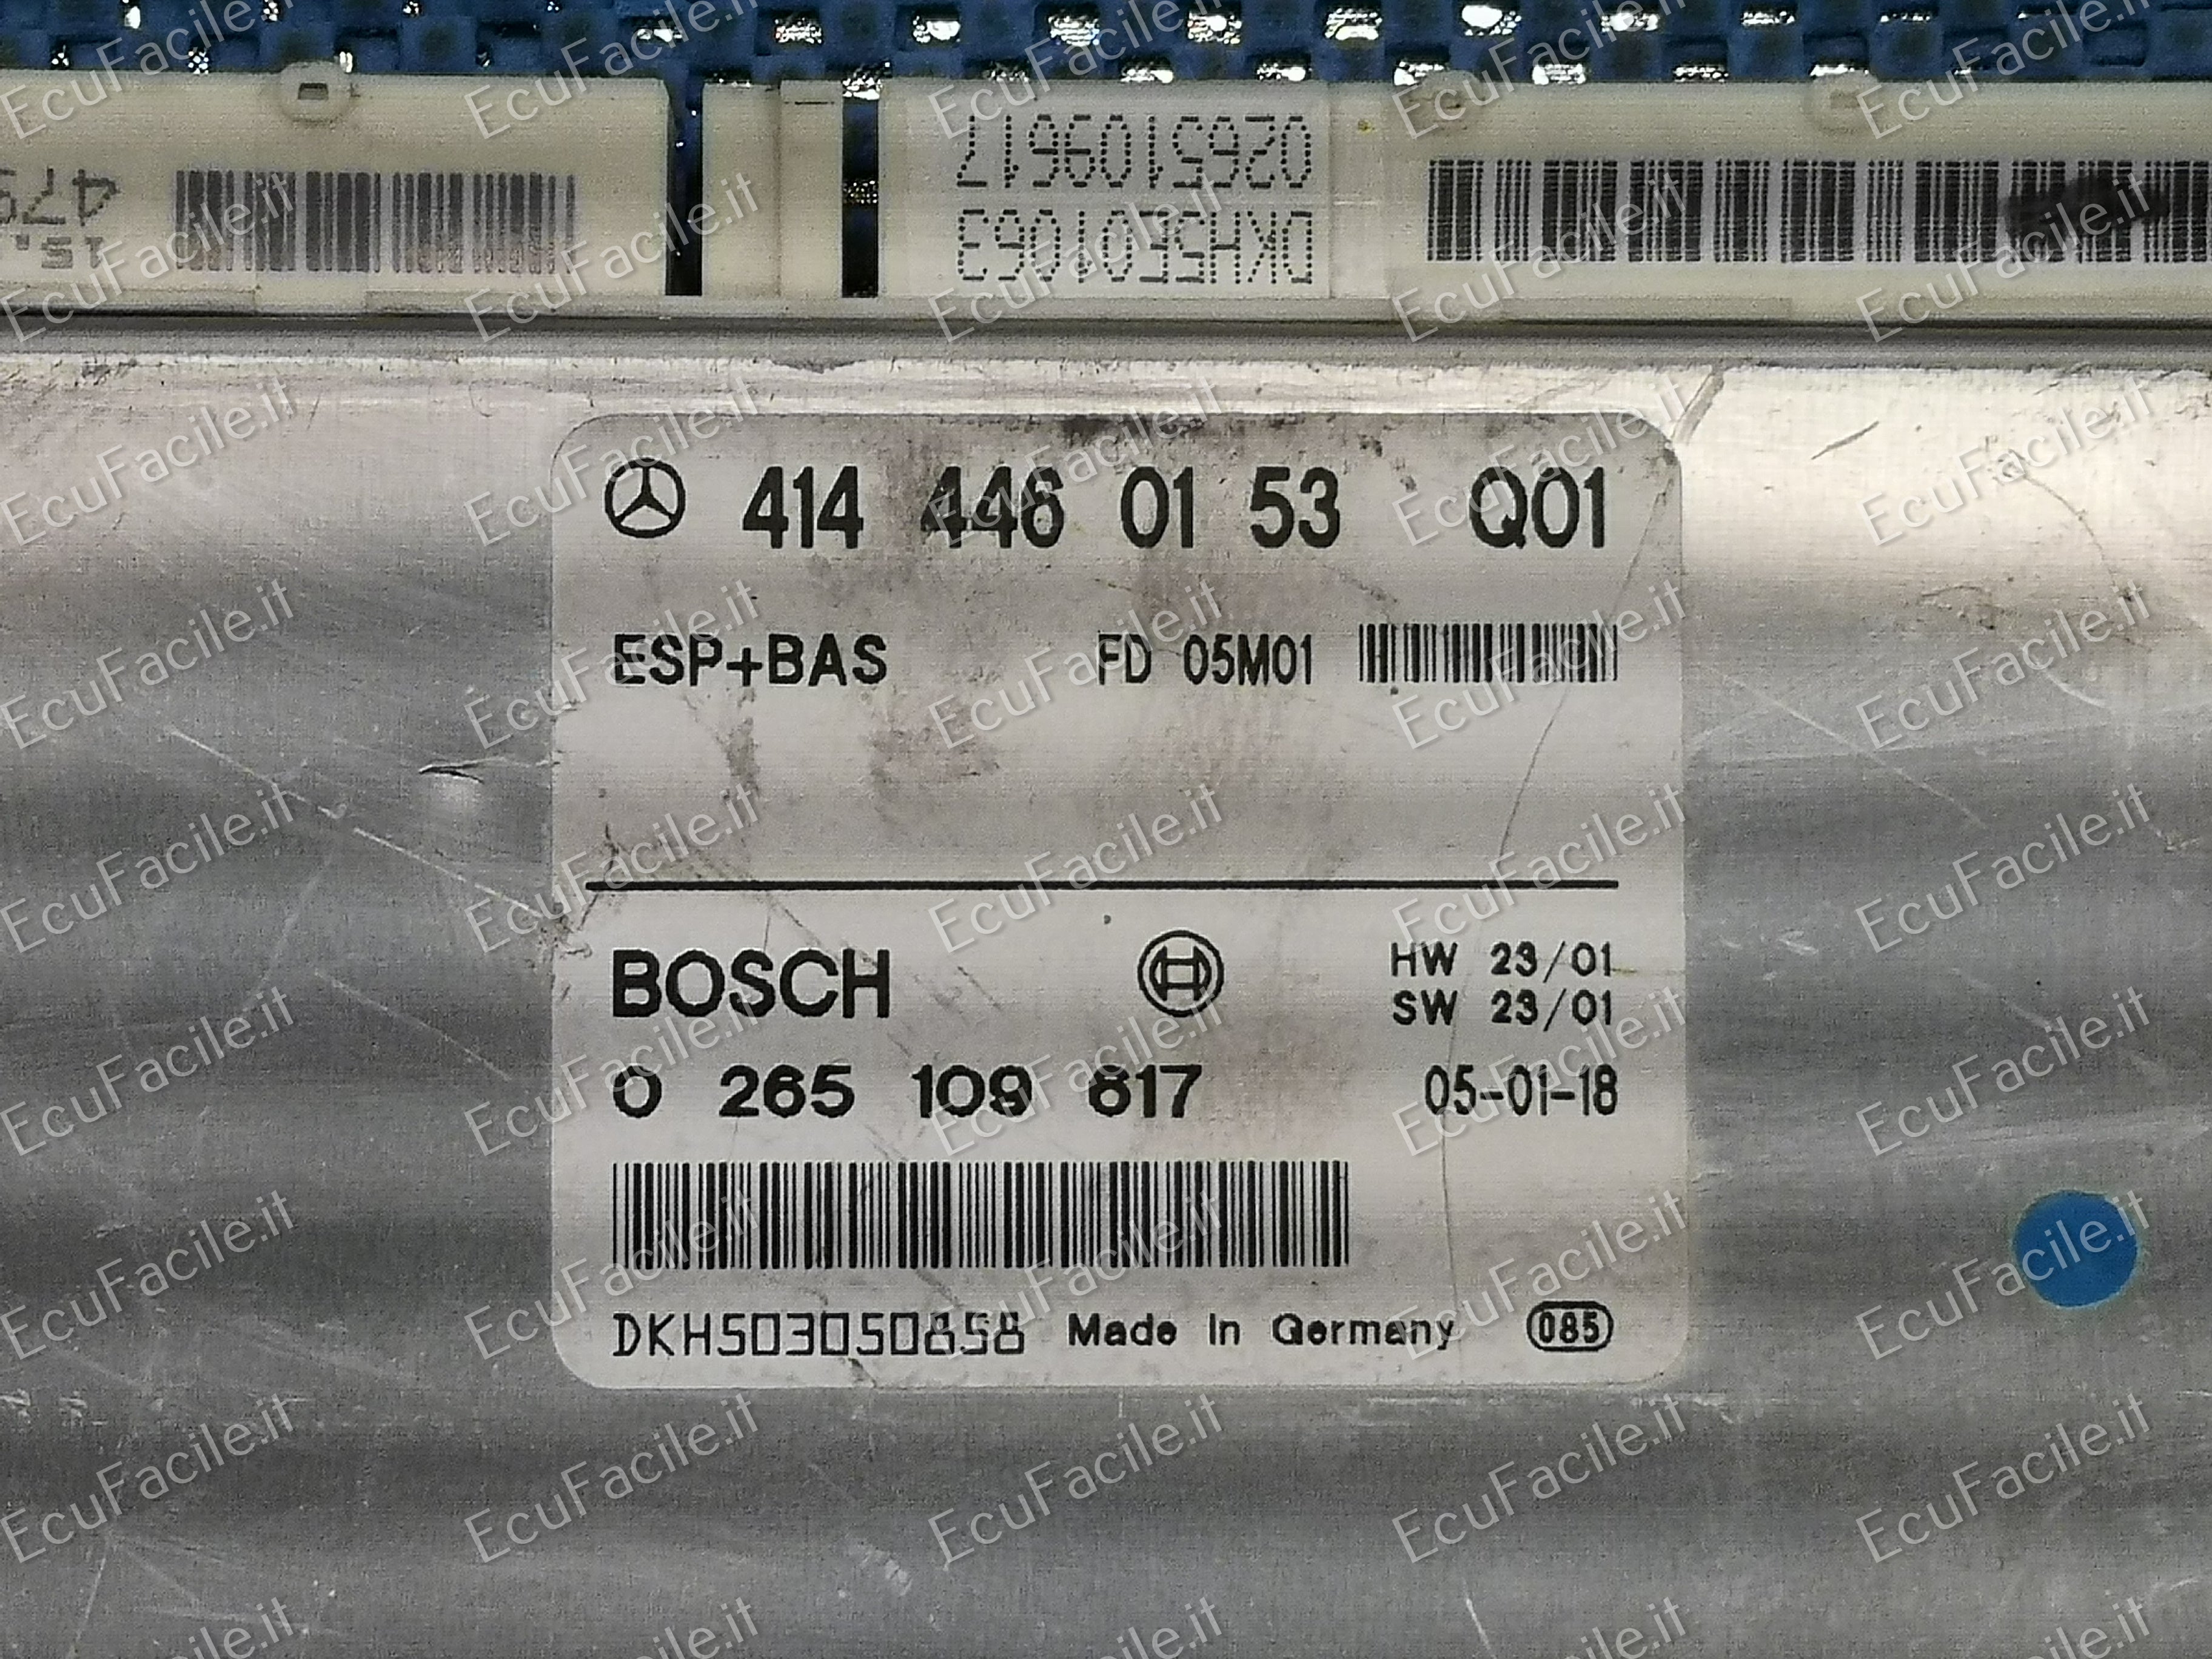 0265109617
DKH5E01063
414 446 01 53 Q01
ESP+BAS FD 05M01
BOSCH
HW 23/01
SW 23/01
0 265 109 617 05-01-18
DKH503050858 Made in Germany 085
EcuFacile.it